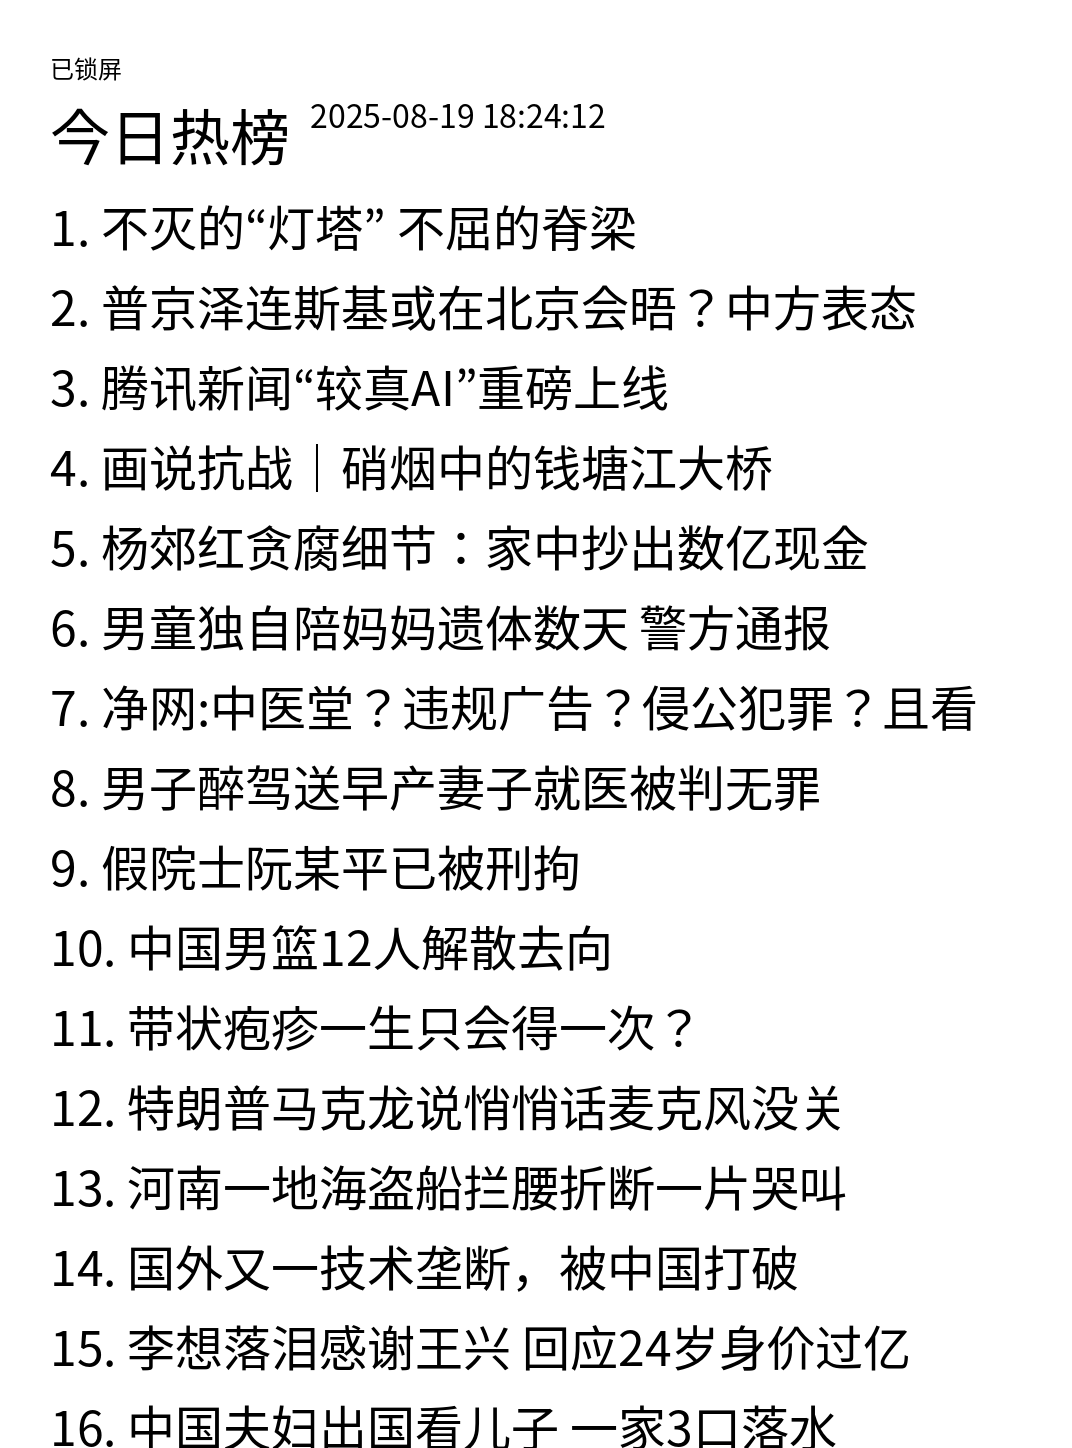 已锁屏
今日热榜 2025-08-19 18:24:12
1. 不灭的“灯塔” 不屈的脊梁
2. 普京泽连斯基或在北京会晤？中方表态
3. 腾讯新闻“较真AI”重磅上线
4. 画说抗战｜硝烟中的钱塘江大桥
5. 杨郊红贪腐细节：家中抄出数亿现金
6. 男童独自陪妈妈遗体数天 警方通报
7. 净网:中医堂？违规广告？侵公犯罪？且看
8. 男子醉驾送早产妻子就医被判无罪
9. 假院士阮某平已被刑拘
10. 中国男篮12人解散去向
11. 带状疱疹一生只会得一次？
12. 特朗普马克龙说悄悄话麦克风没关
13. 河南一地海盗船拦腰折断一片哭叫
14. 国外又一技术垄断，被中国打破
15. 李想落泪感谢王兴 回应24岁身价过亿
16. 中国夫妇出国看儿子 一家3口落水